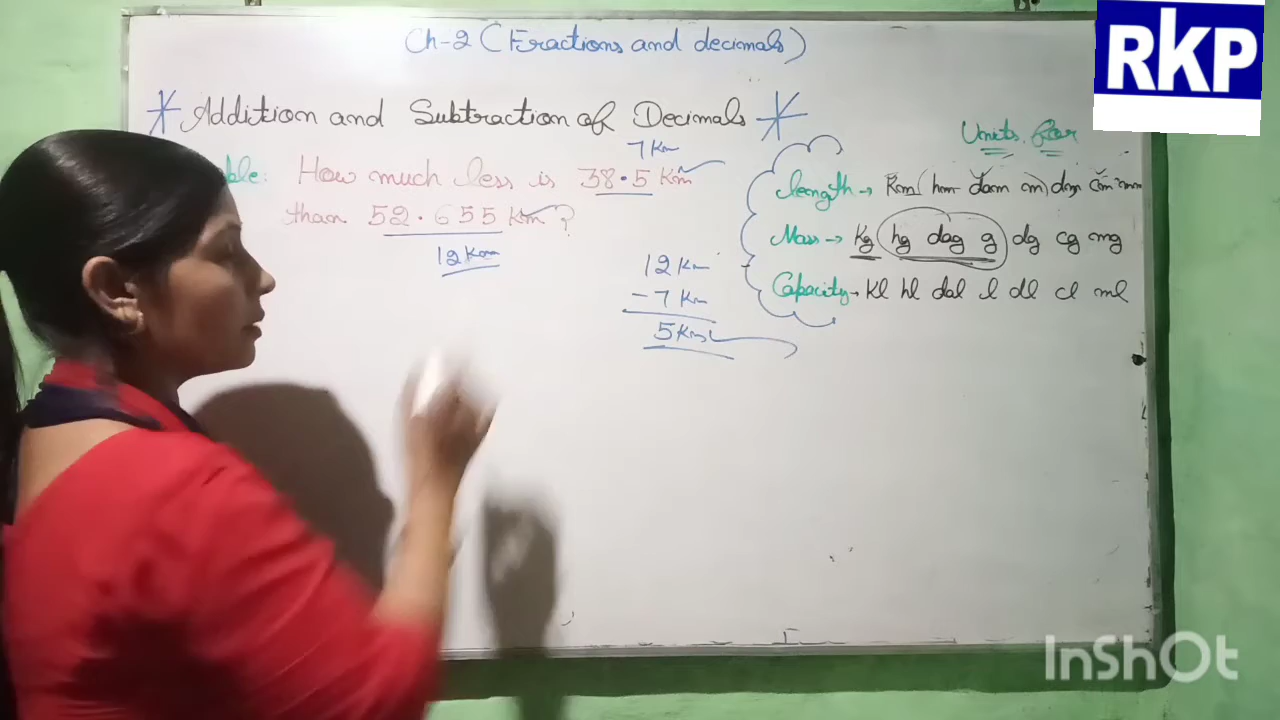 Ch-2 (Fractions and decimals)
RKP
* Addition and Subtraction of Decimals *
7 Km
How much less is 38.5 Km
than 52.655 Km ?
12 Km
12 Km
- 7 Km
5 Km
Units for
length → Km hm dam m dm cm mm
Mass → Kg hg dag g dg cg mg
Capacity → Kl hl dal l dl cl ml
InShOt